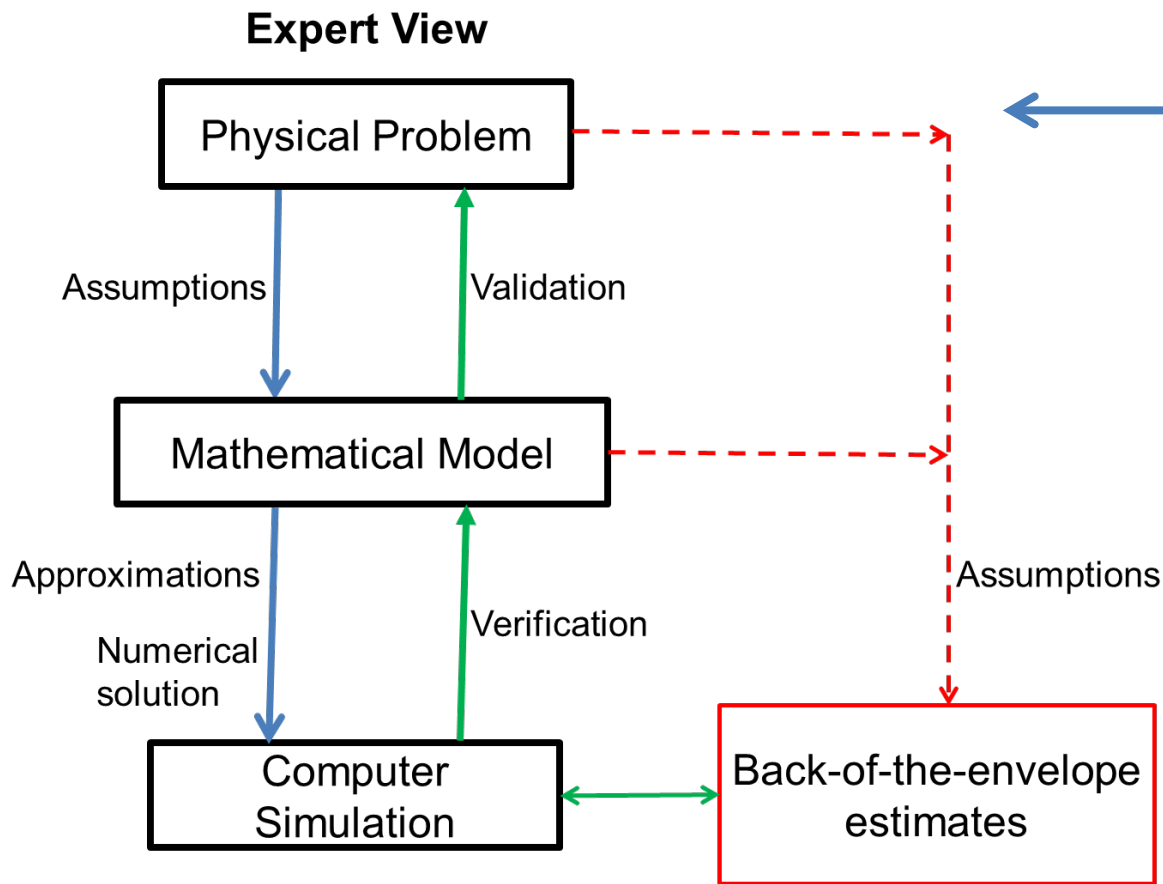 Expert View
Physical Problem
Assumptions
Validation
Mathematical Model
Approximations
Assumptions
Verification
Numerical
solution
Computer
Simulation
Back-of-the-envelope
estimates